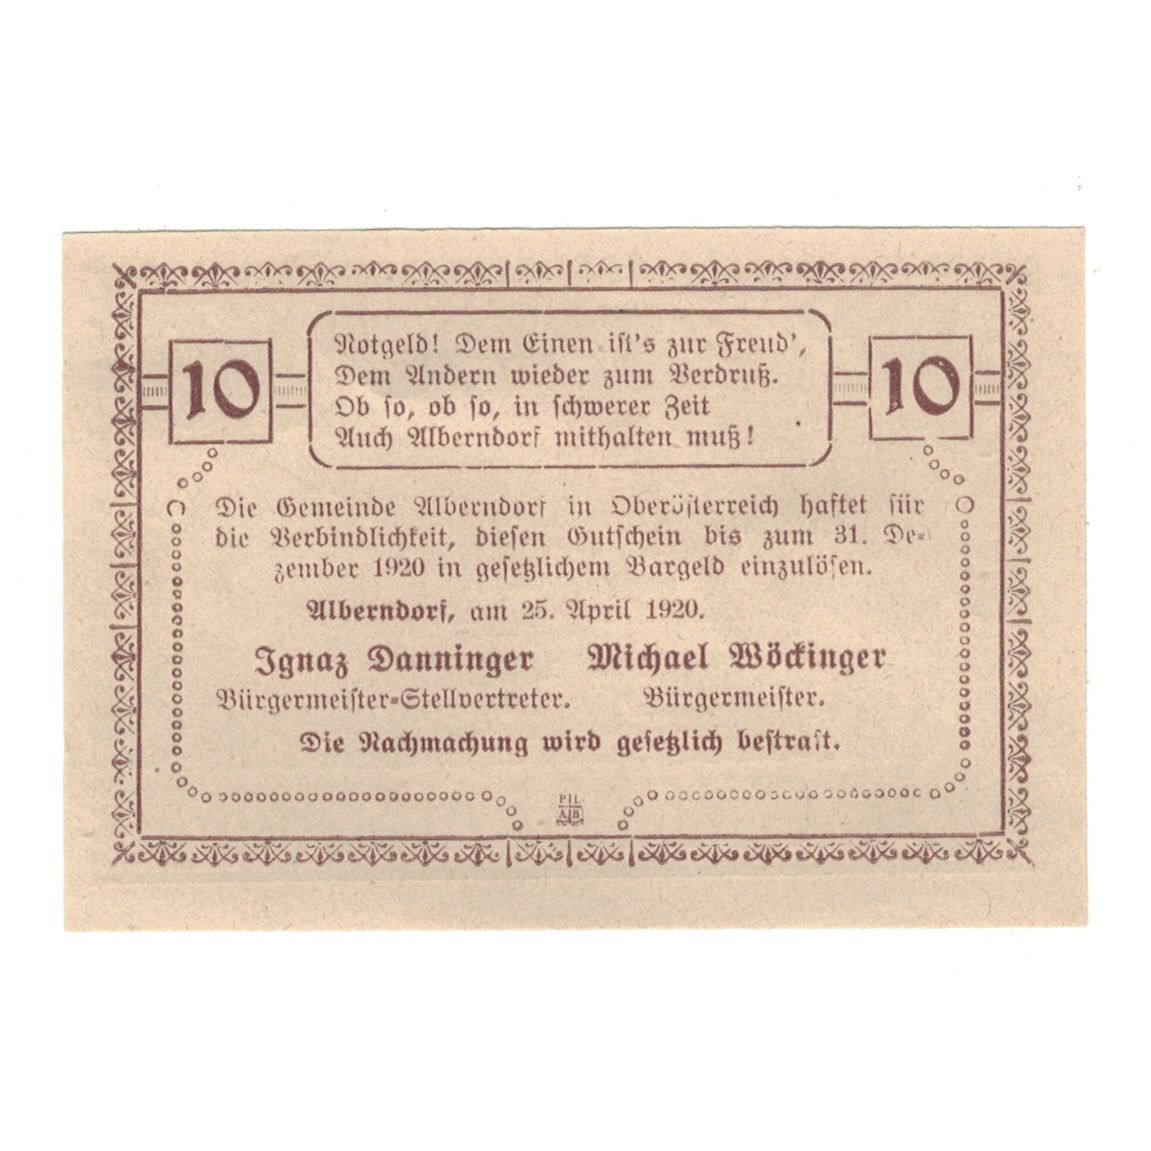 10
Notgeld! Dem Einen ist's zur Freud',
Dem Andern wieder zum Verdruß.
Ob so, ob so, in schwerer Zeit
Auch Alberndorf mithalten muß!
10
Die Gemeinde Alberndorf in Oberösterreich haftet für
die Verbindlichkeit, diesen Gutschein bis zum 31. De-
zember 1920 in gesetzlichem Bargeld einzulösen.
Alberndorf, am 25. April 1920.
Ignaz Danninger Michael Wöckinger
Bürgermeister-Stellvertreter. Bürgermeister.
Die Nachmachung wird gesetzlich bestraft.